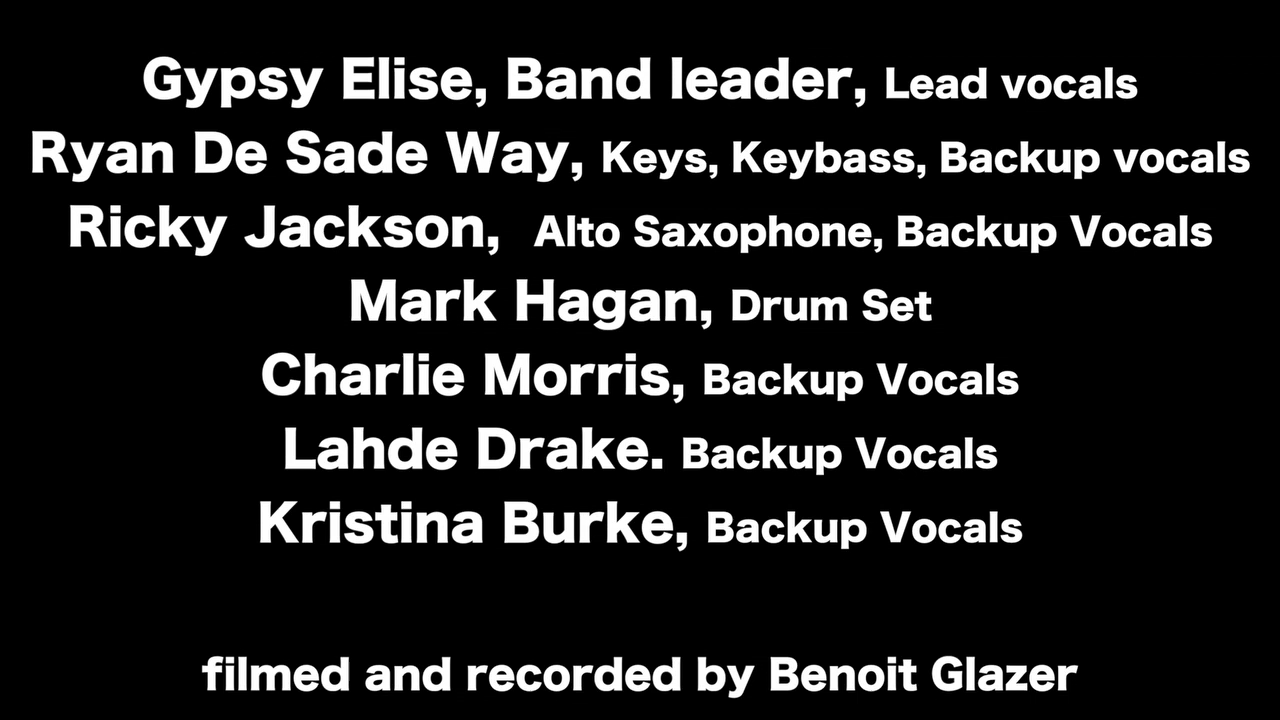 Gypsy Elise, Band leader, Lead vocals
Ryan De Sade Way, Keys, Keybass, Backup vocals
Ricky Jackson, Alto Saxophone, Backup Vocals
Mark Hagan, Drum Set
Charlie Morris, Backup Vocals
Lahde Drake. Backup Vocals
Kristina Burke, Backup Vocals
filmed and recorded by Benoit Glazer